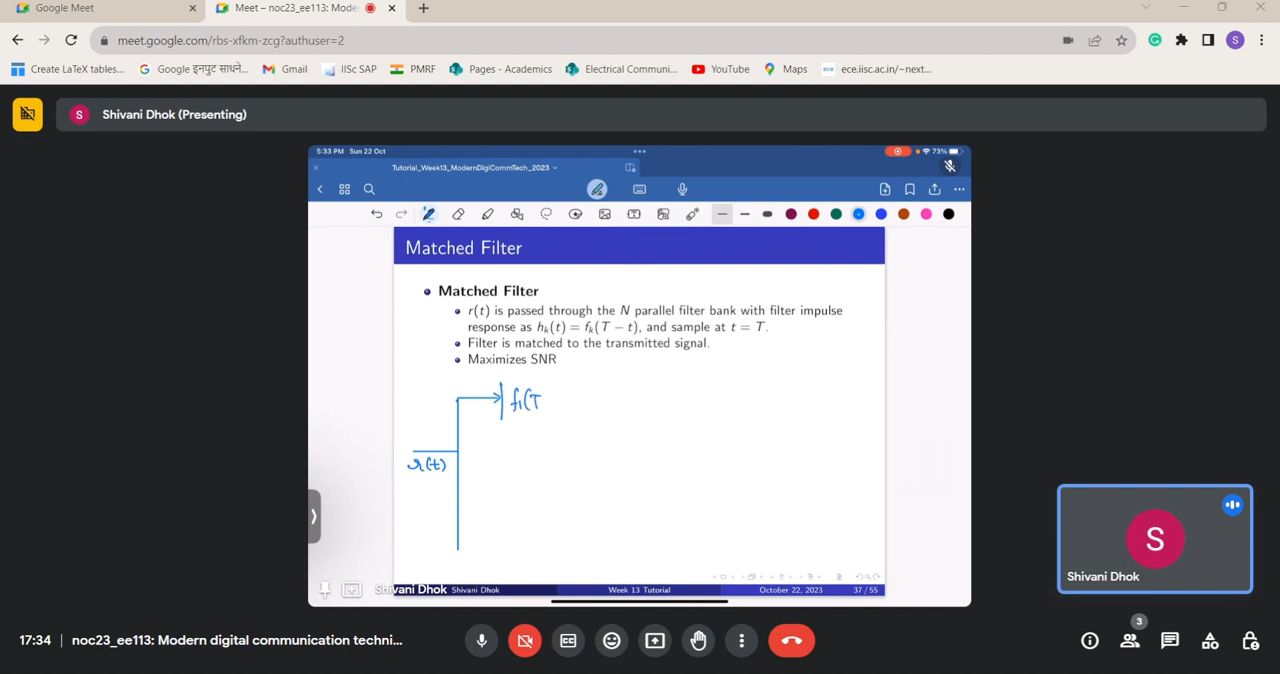 Google Meet
Meet – noc23_ee113: Mode
meet.google.com/rbs-xfkm-zcg?authuser=2
S
Create LaTeX tables...
Google इनपुट साधने...
Gmail
IISc SAP
PMRF
Pages - Academics
Electrical Communi...
YouTube
Maps
ece.iisc.ac.in/~next...
S
Shivani Dhok (Presenting)
5:33 PM Sun 22 Oct
73%
Tutorial_Week13_ModernDigiCommTech_2023
Matched Filter
Matched Filter
r(t) is passed through the N parallel filter bank with filter impulse
response as hₖ(t) = fₖ(T − t), and sample at t = T.
Filter is matched to the transmitted signal.
Maximizes SNR
f₁(T
r(t)
Shivani Dhok
Shivani Dhok
Week 13 Tutorial
October 22, 2023
37 / 55
S
Shivani Dhok
17:34 | noc23_ee113: Modern digital communication techni...
3